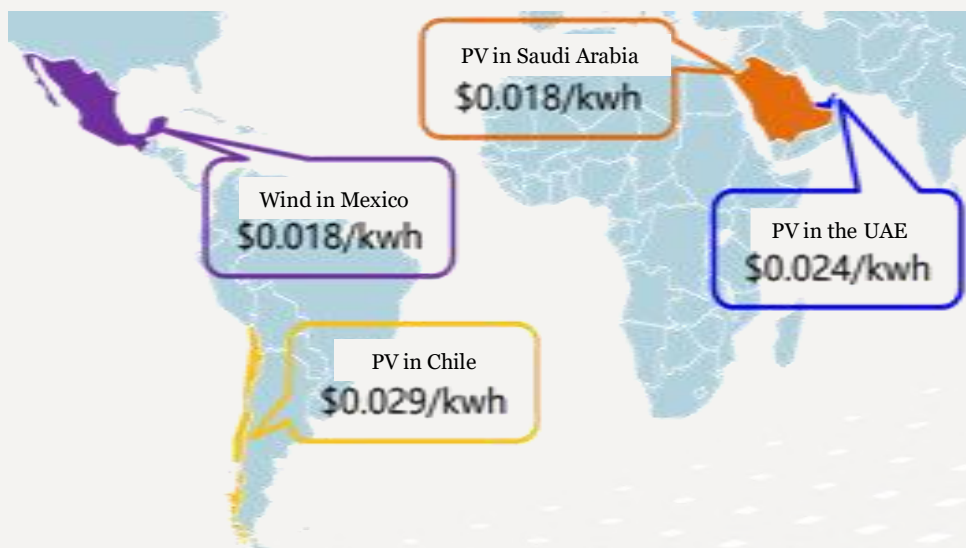 PV in Saudi Arabia
$0.018/kwh
Wind in Mexico
$0.018/kwh
PV in the UAE
$0.024/kwh
PV in Chile
$0.029/kwh